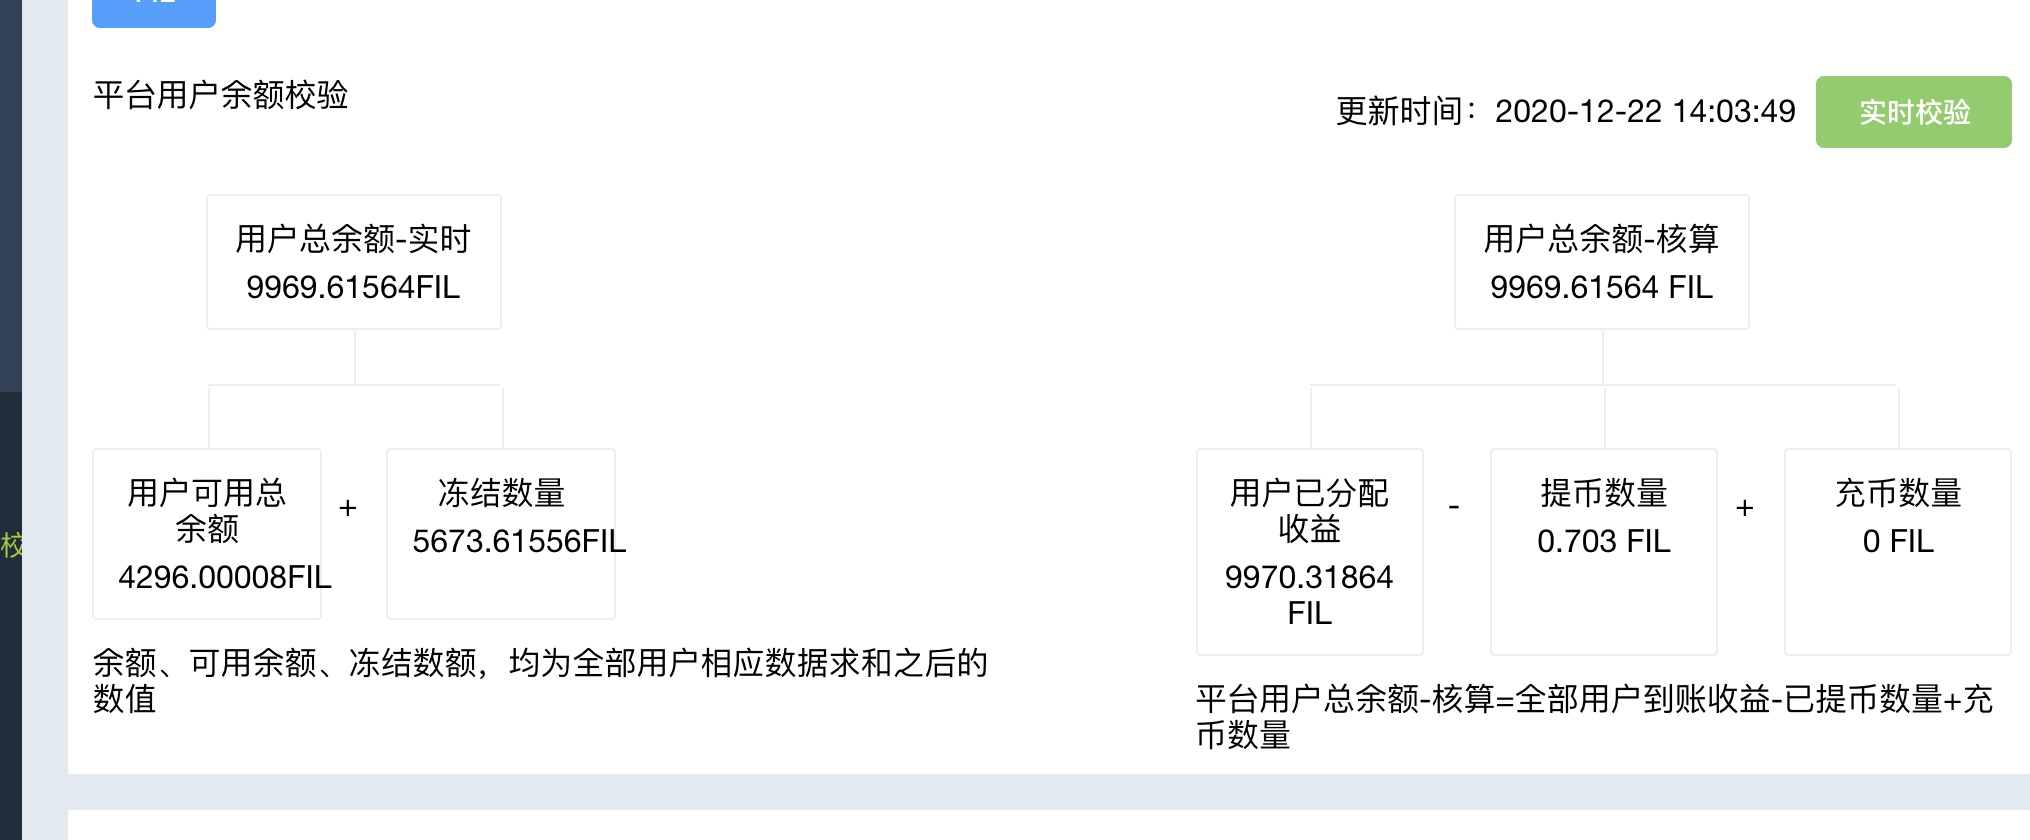 平台用户余额校验
更新时间：2020-12-22 14:03:49
实时校验
用户总余额-实时
9969.61564FIL
用户可用总
余额
4296.00008FIL
+
冻结数量
5673.61556FIL
余额、可用余额、冻结数额，均为全部用户相应数据求和之后的
数值
用户总余额-核算
9969.61564 FIL
用户已分配
收益
9970.31864
FIL
-
提币数量
0.703 FIL
+
充币数量
0 FIL
平台用户总余额-核算=全部用户到账收益-已提币数量+充
币数量
校